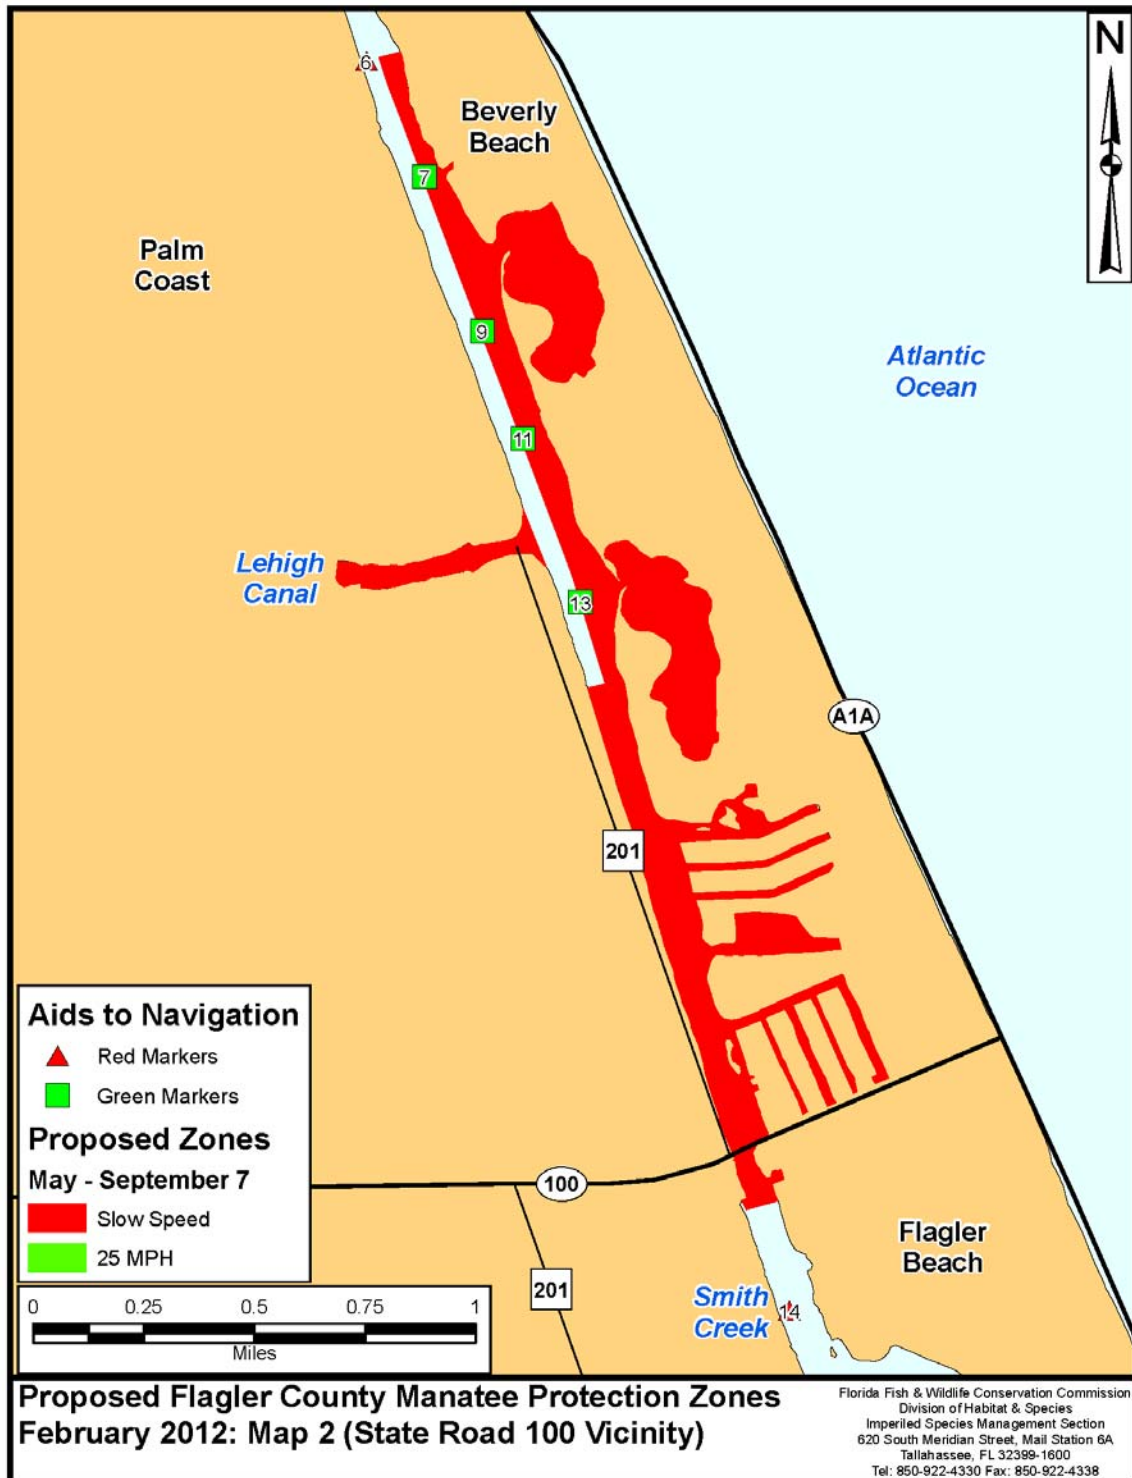 N
6
Beverly
Beach
7
Palm
Coast
9
Atlantic
Ocean
11
Lehigh
Canal
13
A1A
201
Aids to Navigation
Red Markers
Green Markers
Proposed Zones
May - September 7
Slow Speed
25 MPH
100
Flagler
Beach
201
Smith
Creek
14
0 0.25 0.5 0.75 1
Miles
Proposed Flagler County Manatee Protection Zones
February 2012: Map 2 (State Road 100 Vicinity)
Florida Fish & Wildlife Conservation Commission
Division of Habitat & Species
Imperiled Species Management Section
620 South Meridian Street, Mail Station 6A
Tallahassee, FL 32399-1600
Tel: 850-922-4330 Fax: 850-922-4338